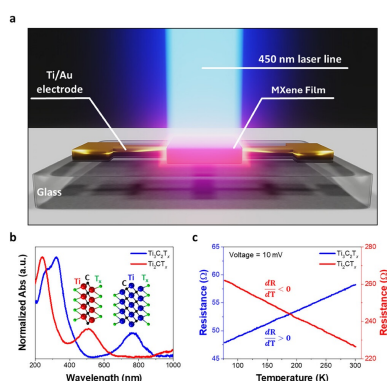 a
450 nm laser line
Ti/Au
electrode
MXene Film
Glass
b
Normalized Abs (a.u.)
Ti₃C₂Tₓ
Ti₂CTₓ
C
Ti
Tₓ
Ti
C
Tₓ
200 400 600 800 1000
Wavelength (nm)
c
Resistance (Ω)
65
60
55
50
45
Voltage = 10 mV
Ti₃C₂Tₓ
Ti₂CTₓ
dR/dT < 0
dR/dT > 0
280
260
240
220
Resistance (Ω)
100 150 200 250 300
Temperature (K)